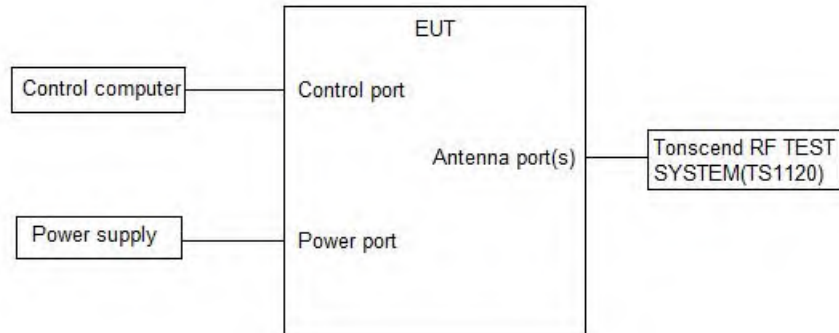 EUT
Control computer
Control port
Antenna port(s)
Tonscend RF TEST
SYSTEM(TS1120)
Power supply
Power port